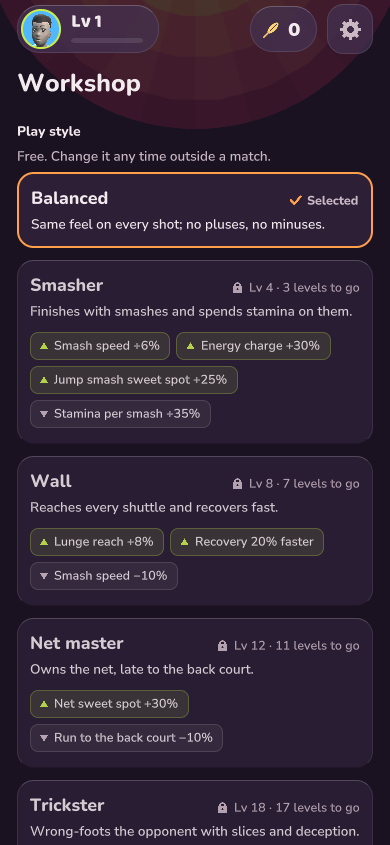 Lv 1
0
Workshop
Play style
Free. Change it any time outside a match.
Balanced
Selected
Same feel on every shot; no pluses, no minuses.
Smasher
Lv 4 · 3 levels to go
Finishes with smashes and spends stamina on them.
Smash speed +6%
Energy charge +30%
Jump smash sweet spot +25%
Stamina per smash +35%
Wall
Lv 8 · 7 levels to go
Reaches every shuttle and recovers fast.
Lunge reach +8%
Recovery 20% faster
Smash speed −10%
Net master
Lv 12 · 11 levels to go
Owns the net, late to the back court.
Net sweet spot +30%
Run to the back court −10%
Trickster
Lv 18 · 17 levels to go
Wrong-foots the opponent with slices and deception.